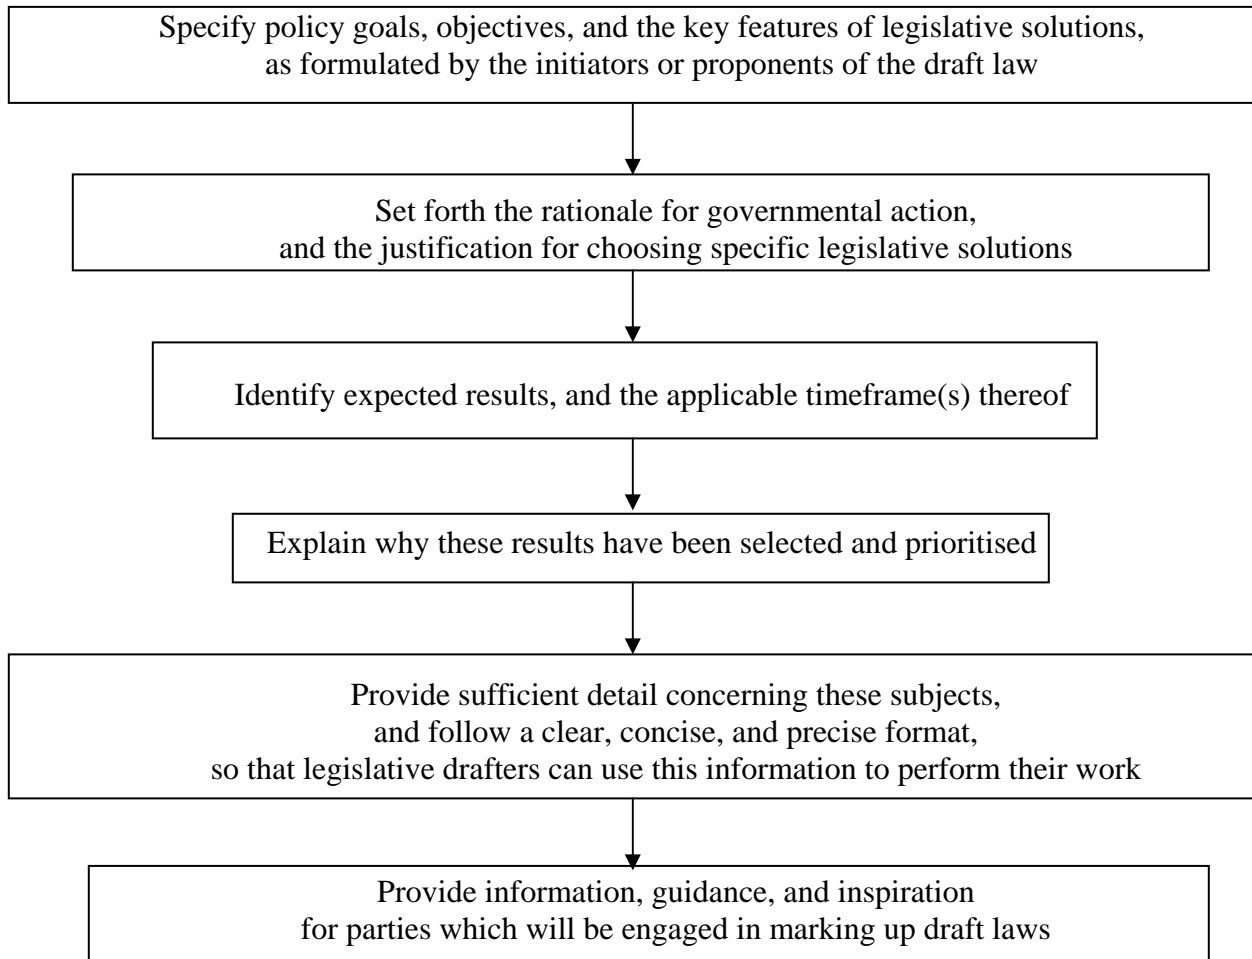 Specify policy goals, objectives, and the key features of legislative solutions,
as formulated by the initiators or proponents of the draft law
Set forth the rationale for governmental action,
and the justification for choosing specific legislative solutions
Identify expected results, and the applicable timeframe(s) thereof
Explain why these results have been selected and prioritised
Provide sufficient detail concerning these subjects,
and follow a clear, concise, and precise format,
so that legislative drafters can use this information to perform their work
Provide information, guidance, and inspiration
for parties which will be engaged in marking up draft laws